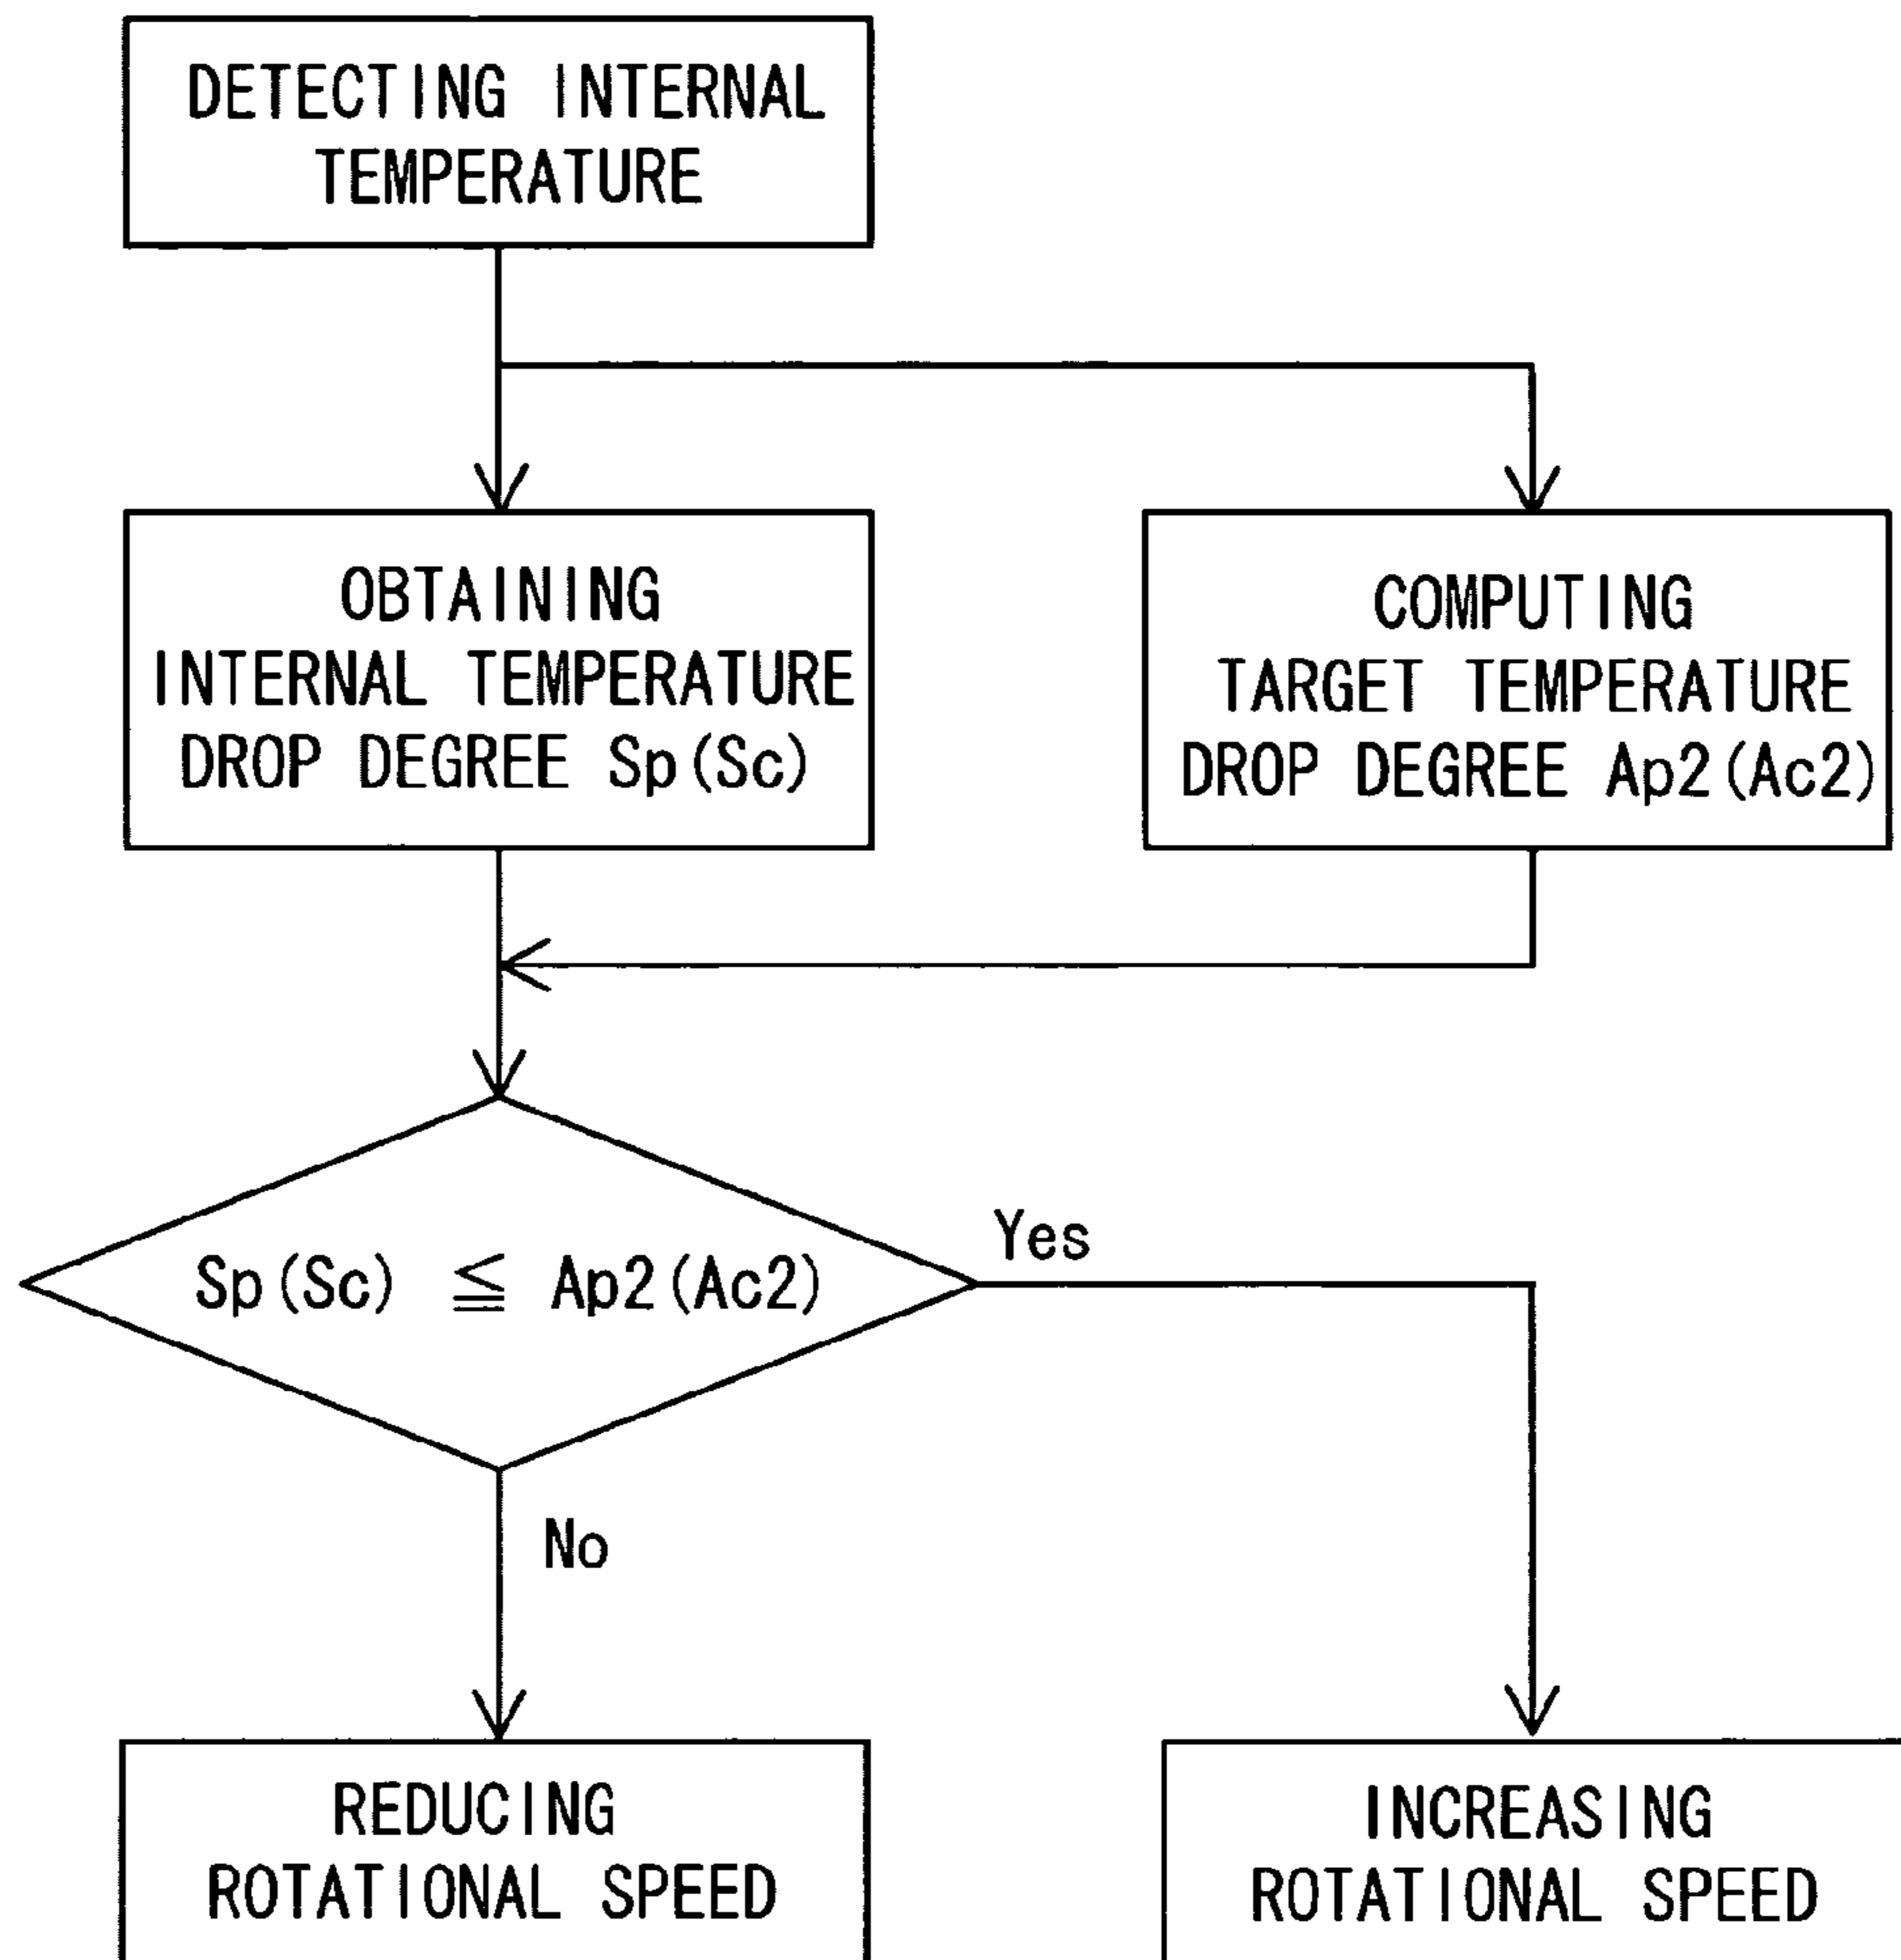 DETECTING INTERNAL
TEMPERATURE
OBTAINING
INTERNAL TEMPERATURE
DROP DEGREE Sp(Sc)
COMPUTING
TARGET TEMPERATURE
DROP DEGREE Ap2(Ac2)
Sp(Sc) ≦ Ap2(Ac2)
Yes
No
REDUCING
ROTATIONAL SPEED
INCREASING
ROTATIONAL SPEED